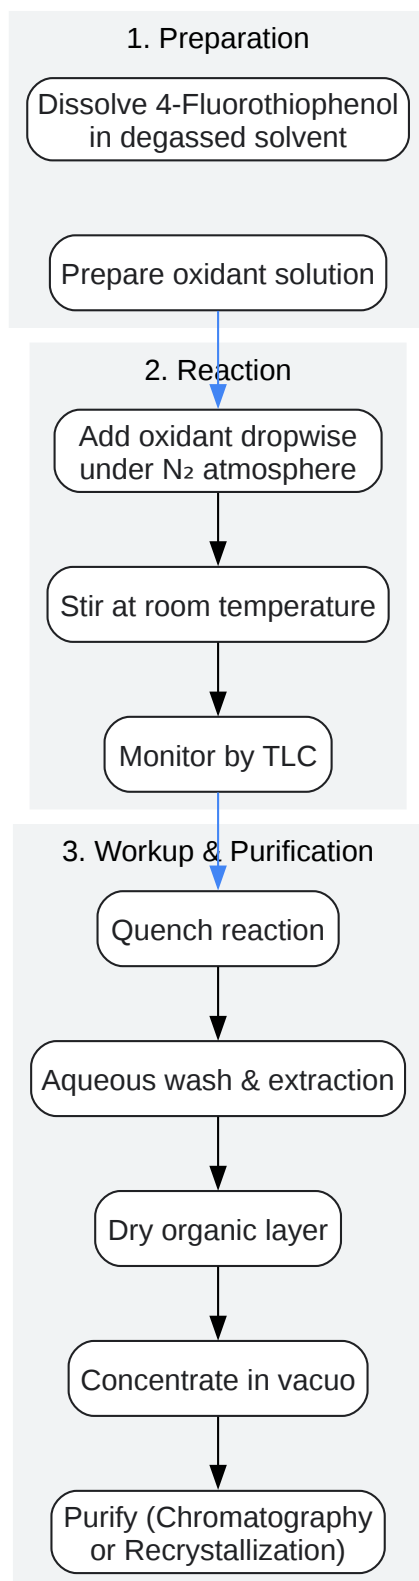 1. Preparation
Dissolve 4-Fluorothiophenol
in degassed solvent
Prepare oxidant solution
2. Reaction
Add oxidant dropwise
under N₂ atmosphere
Stir at room temperature
Monitor by TLC
3. Workup & Purification
Quench reaction
Aqueous wash & extraction
Dry organic layer
Concentrate in vacuo
Purify (Chromatography
or Recrystallization)